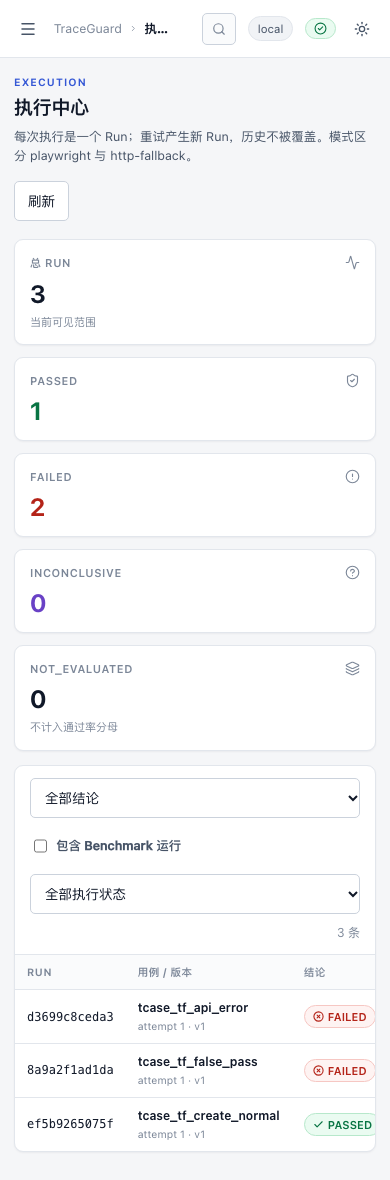 TraceGuard › 执... local
EXECUTION
执行中心
每次执行是一个 Run；重试产生新 Run，历史不被覆盖。模式区
分 playwright 与 http-fallback。
刷新
总 RUN
3
当前可见范围
PASSED
1
FAILED
2
INCONCLUSIVE
0
NOT_EVALUATED
0
不计入通过率分母
全部结论
包含 Benchmark 运行
全部执行状态
3 条
RUN 用例 / 版本 结论
d3699c8ceda3 tcase_tf_api_error FAILED
attempt 1 · v1
8a9a2f1ad1da tcase_tf_false_pass FAILED
attempt 1 · v1
ef5b9265075f tcase_tf_create_normal PASSED
attempt 1 · v1